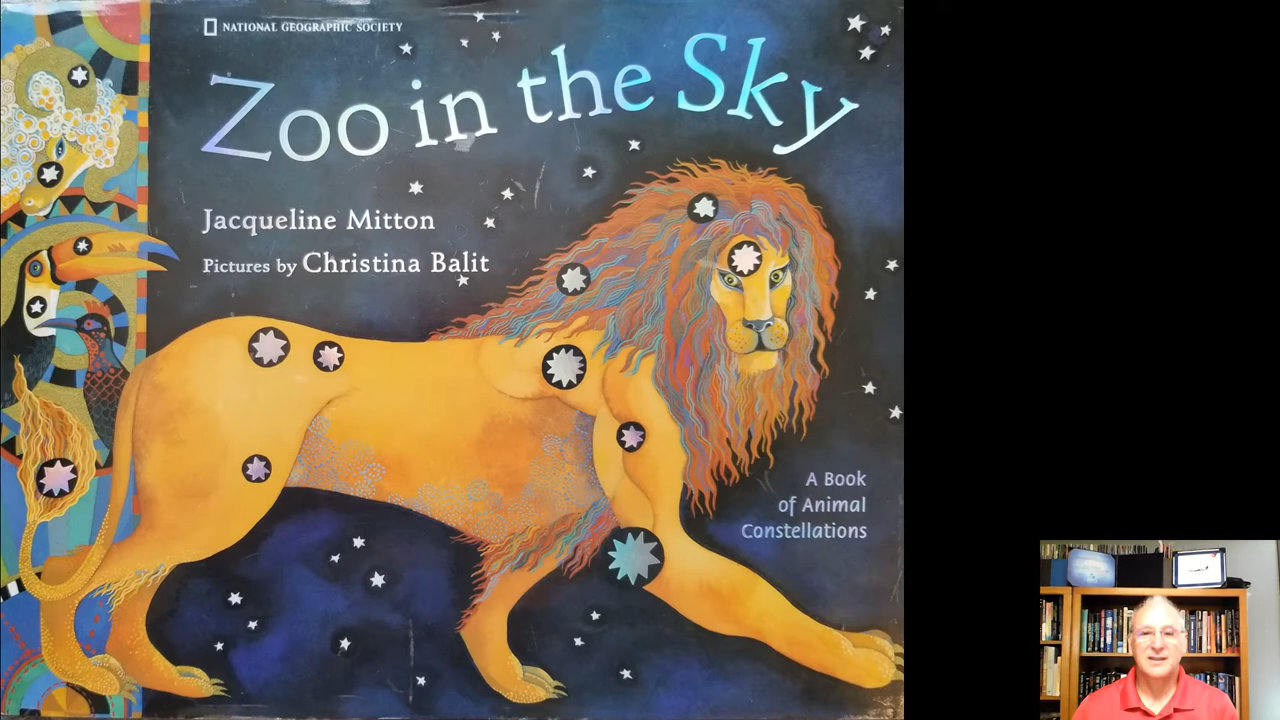 NATIONAL GEOGRAPHIC SOCIETY
Zoo in the Sky
Jacqueline Mitton
Pictures by Christina Balit
A Book
of Animal
Constellations